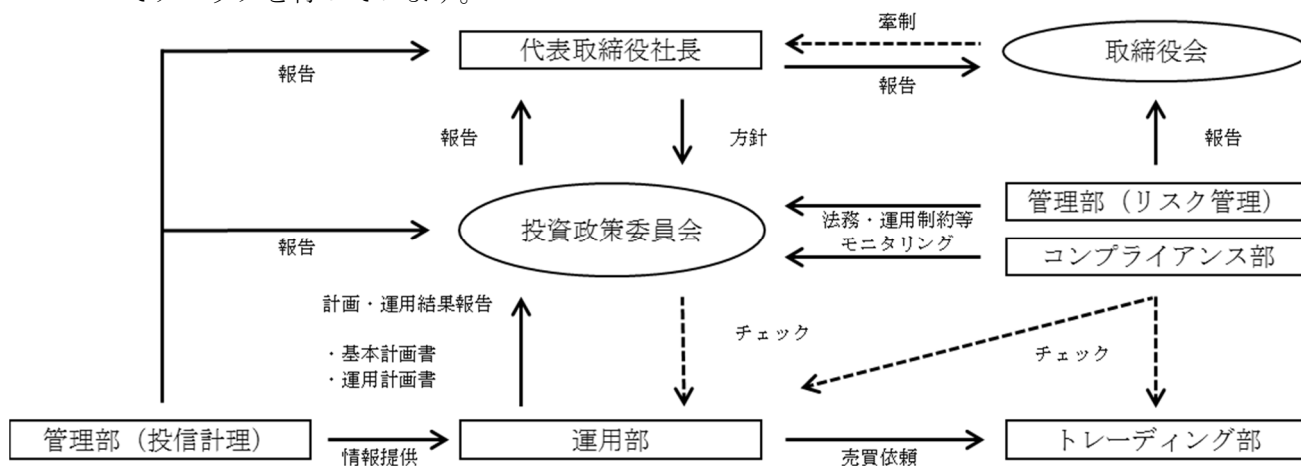 代表取締役社長
牽制
取締役会
報告
報告
報告
方針
報告
管理部（リスク管理）
投資政策委員会
法務・運用制約等
モニタリング
コンプライアンス部
報告
計画・運用結果報告
チェック
・基本計画書
・運用計画書
チェック
管理部（投信計理）
運用部
トレーディング部
情報提供
売買依頼